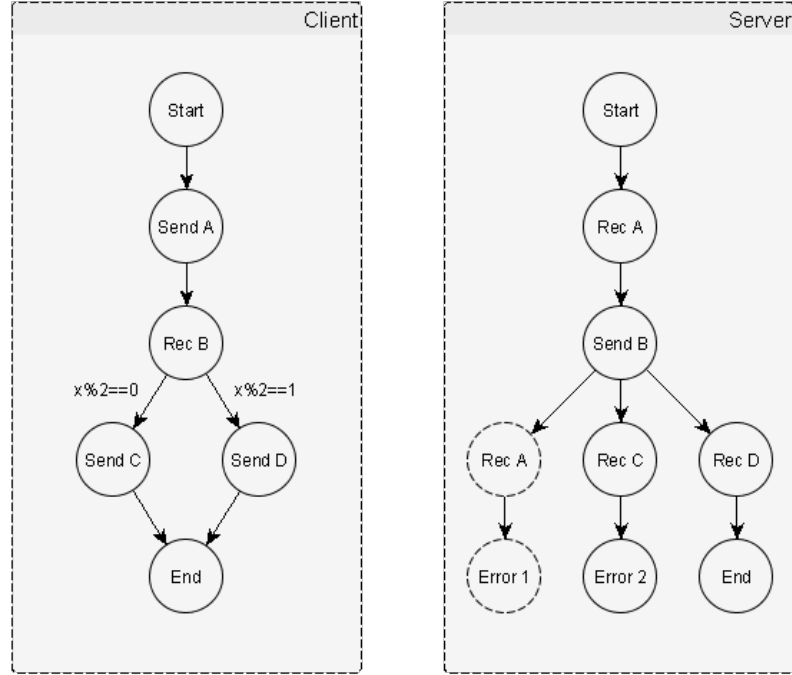 Client
Start
Send A
Rec B
x%2==0
x%2==1
Send C
Send D
End
Server
Start
Rec A
Send B
Rec A
Rec C
Rec D
Error 1
Error 2
End